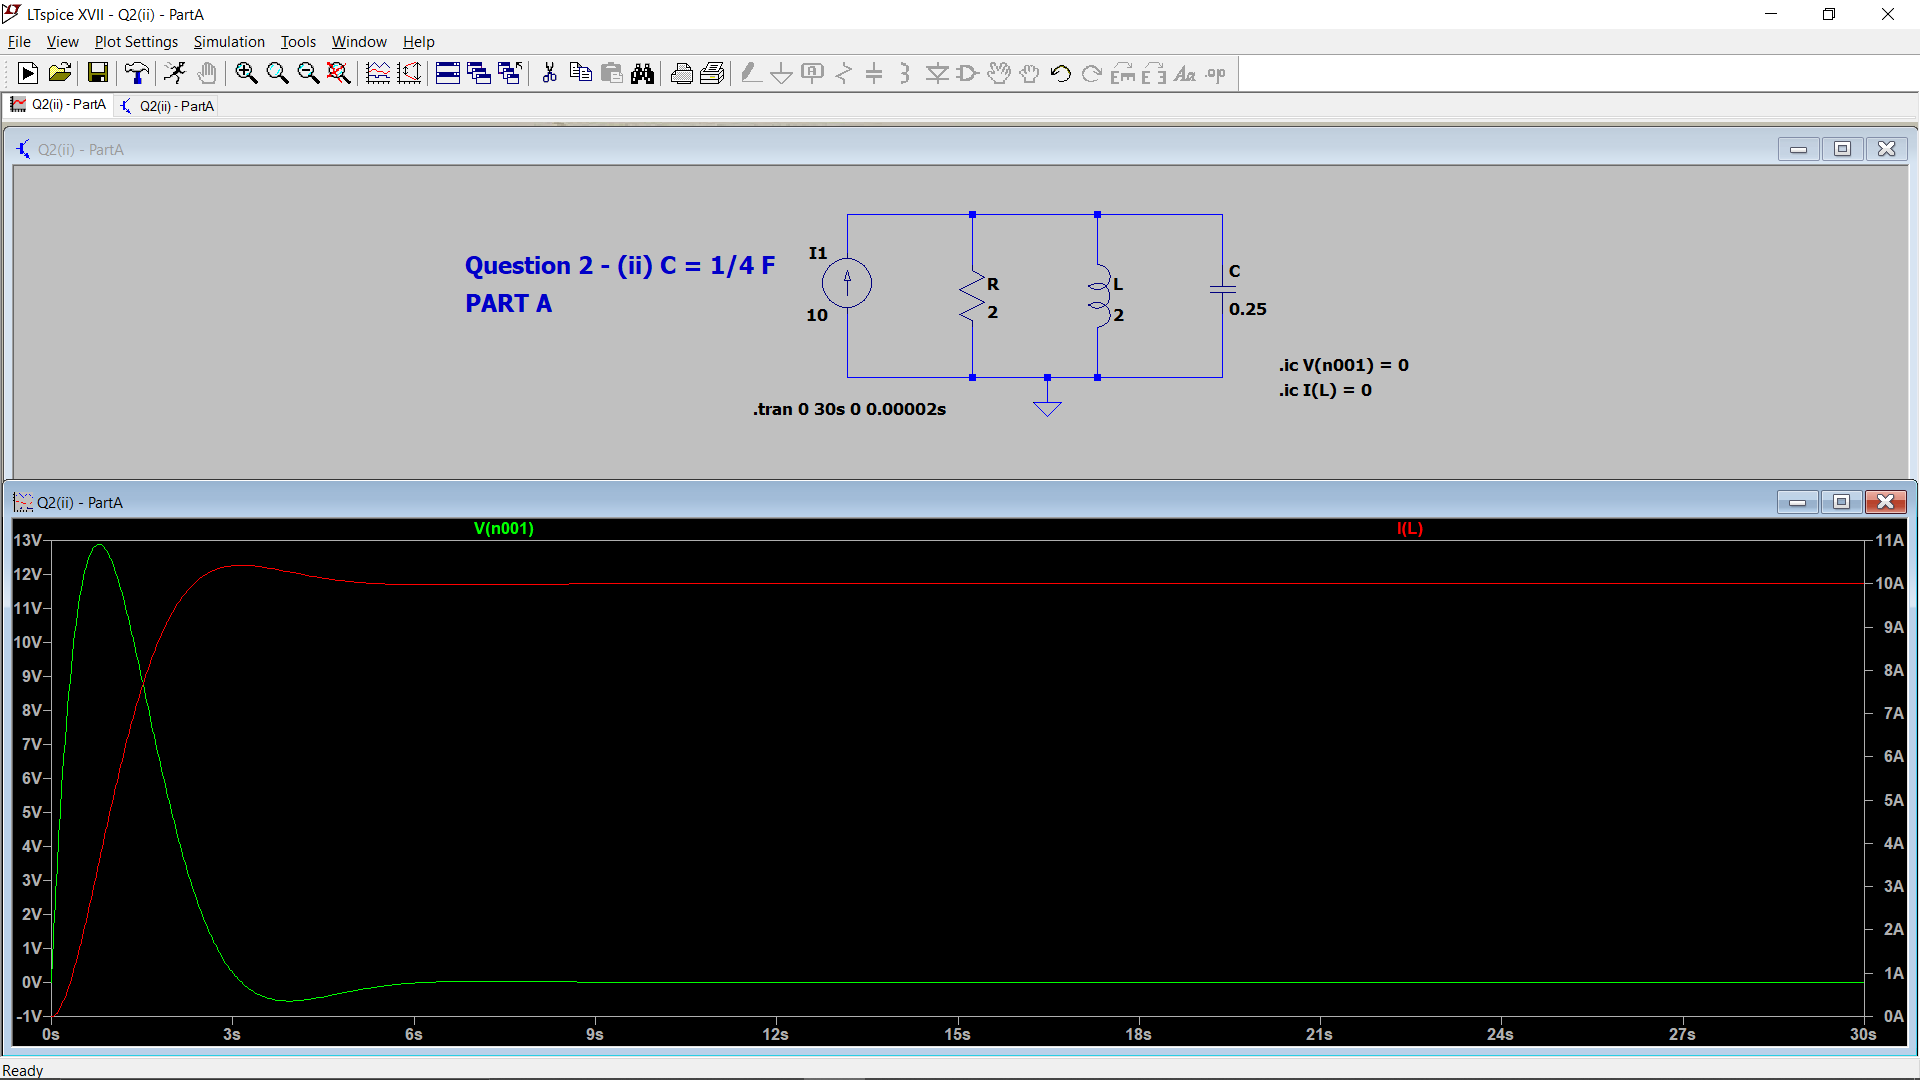 LTspice XVII - Q2(ii) - PartA
File View Plot Settings Simulation Tools Window Help
Q2(ii) - PartA
Q2(ii) - PartA
Q2(ii) - PartA
Question 2 - (ii) C = 1/4 F
PART A
I1
10
R
2
L
2
C
0.25
.ic V(n001) = 0
.ic I(L) = 0
.tran 0 30s 0 0.00002s
Q2(ii) - PartA
V(n001)
I(L)
13V
12V
11V
10V
9V
8V
7V
6V
5V
4V
3V
2V
1V
0V
-1V
11A
10A
9A
8A
7A
6A
5A
4A
3A
2A
1A
0A
0s 3s 6s 9s 12s 15s 18s 21s 24s 27s 30s
Ready